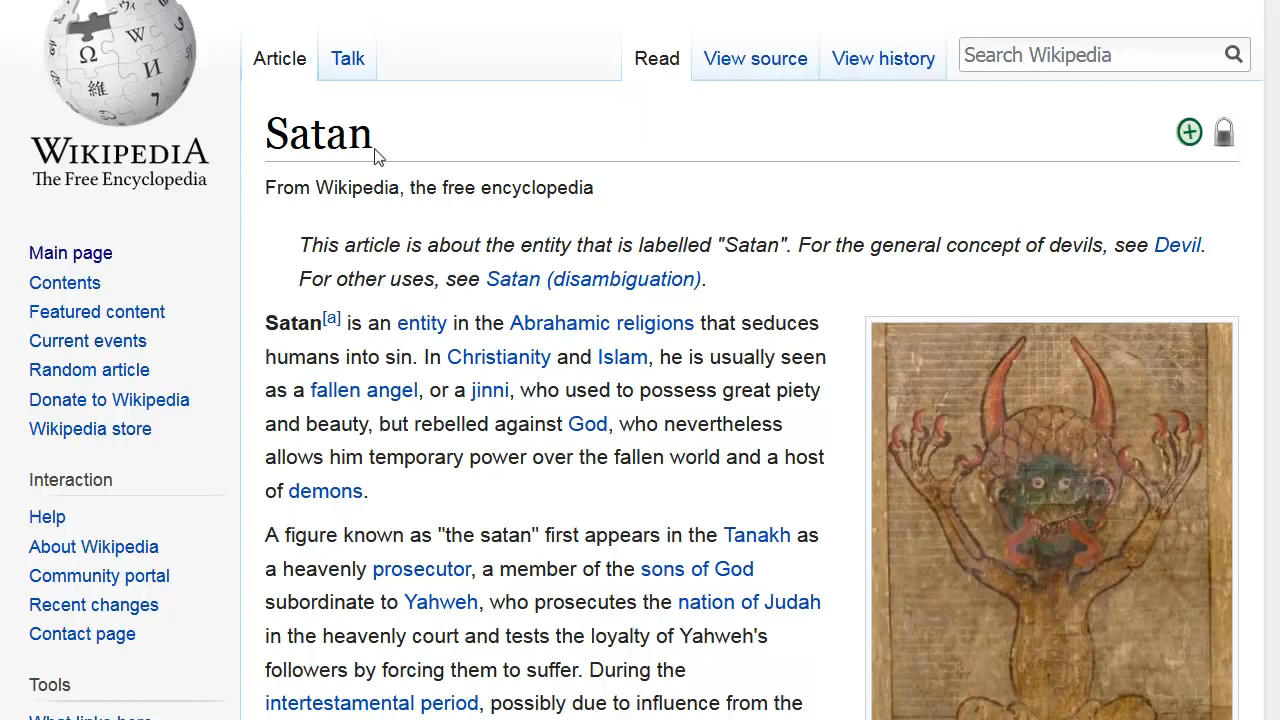 Article
Talk
Read
View source
View history
Search Wikipedia
WIKIPEDIA
The Free Encyclopedia
Main page
Contents
Featured content
Current events
Random article
Donate to Wikipedia
Wikipedia store
Interaction
Help
About Wikipedia
Community portal
Recent changes
Contact page
Tools
What links here
Satan
From Wikipedia, the free encyclopedia
This article is about the entity that is labelled "Satan". For the general concept of devils, see Devil.
For other uses, see Satan (disambiguation).
Satan[a] is an entity in the Abrahamic religions that seduces
humans into sin. In Christianity and Islam, he is usually seen
as a fallen angel, or a jinni, who used to possess great piety
and beauty, but rebelled against God, who nevertheless
allows him temporary power over the fallen world and a host
of demons.
A figure known as "the satan" first appears in the Tanakh as
a heavenly prosecutor, a member of the sons of God
subordinate to Yahweh, who prosecutes the nation of Judah
in the heavenly court and tests the loyalty of Yahweh's
followers by forcing them to suffer. During the
intertestamental period, possibly due to influence from the